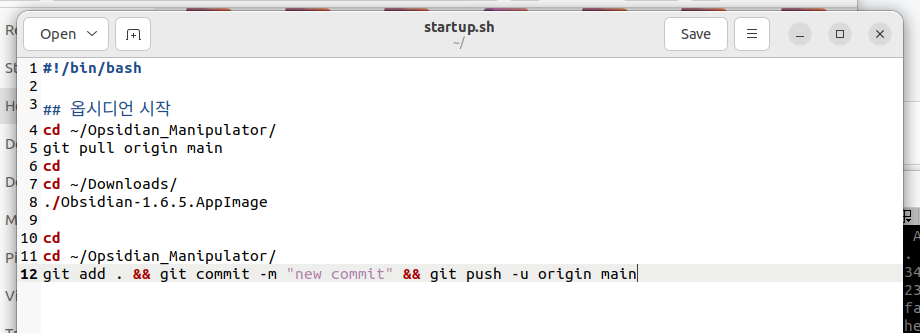 Open
startup.sh
~/
Save
1 #!/bin/bash
2
3 ## 옵시디언 시작
4 cd ~/Opsidian_Manipulator/
5 git pull origin main
6 cd
7 cd ~/Downloads/
8 ./Obsidian-1.6.5.AppImage
9
10 cd
11 cd ~/Opsidian_Manipulator/
12 git add . && git commit -m "new commit" && git push -u origin main